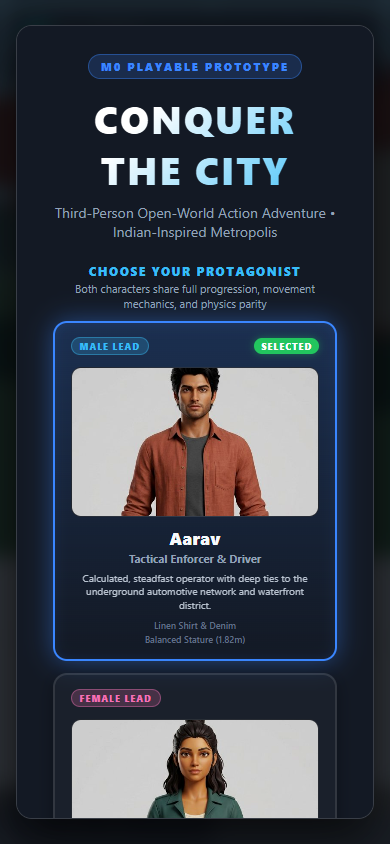 M0 PLAYABLE PROTOTYPE
CONQUER
THE CITY
Third-Person Open-World Action Adventure •
Indian-Inspired Metropolis
CHOOSE YOUR PROTAGONIST
Both characters share full progression, movement
mechanics, and physics parity
MALE LEAD
SELECTED
Aarav
Tactical Enforcer & Driver
Calculated, steadfast operator with deep ties to the
underground automotive network and waterfront
district.
Linen Shirt & Denim
Balanced Stature (1.82m)
FEMALE LEAD